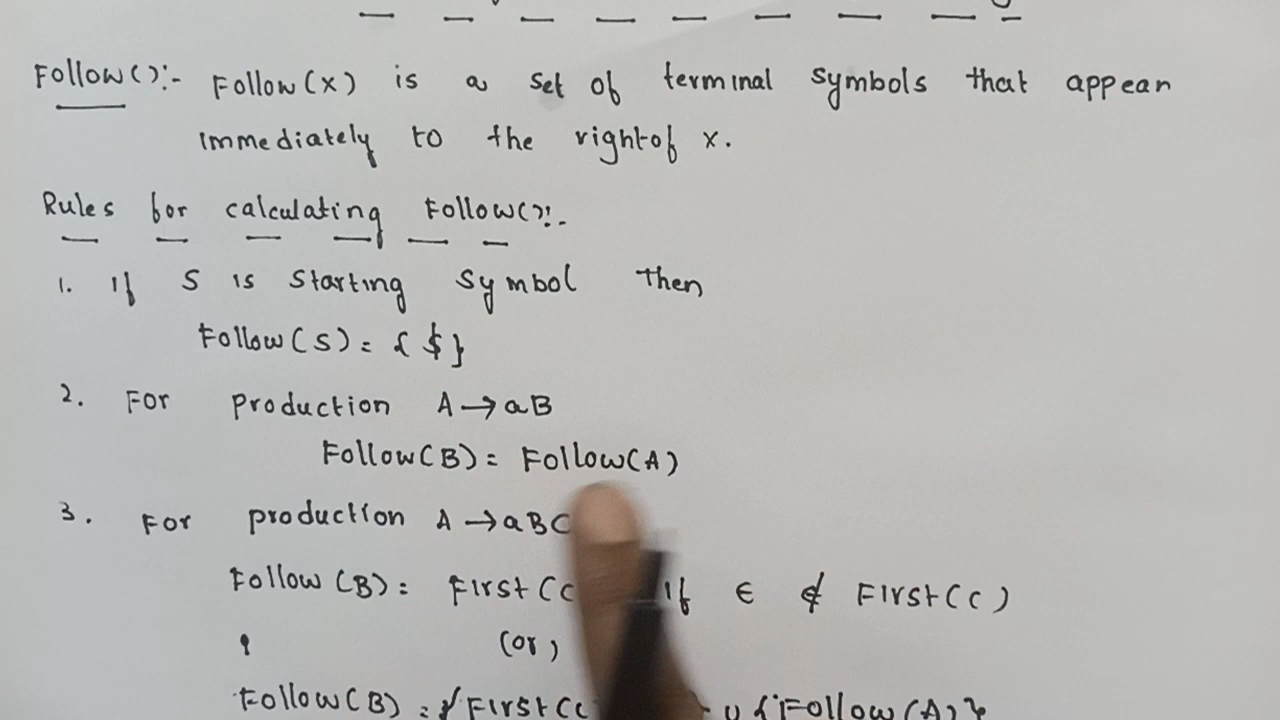 Follow():- Follow(x) is a set of terminal symbols that appear
immediately to the right of x.
Rules for calculating Follow():-
1. If S is starting symbol then
Follow(S) = {$}
2. For production A → aB
Follow(B) = Follow(A)
3. For production A → aBC
Follow(B) = First(C if ϵ ∉ First(C)
(or)
Follow(B) = {First(C ∪ {Follow(A)}